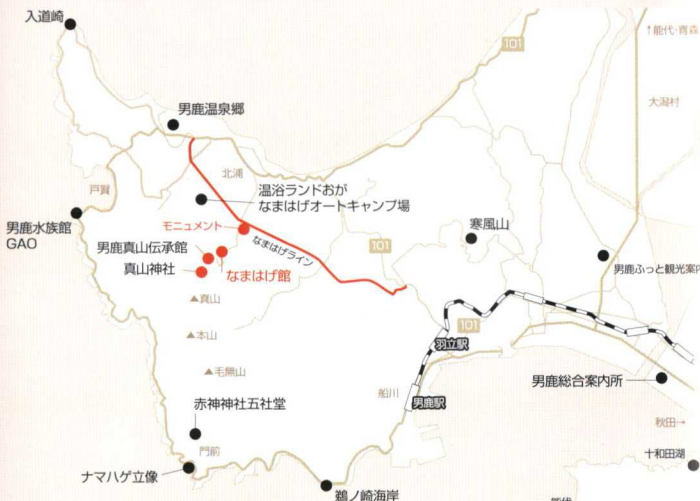 入道崎
101
↑能代・青森
大潟村
男鹿温泉郷
北浦
戸賀
温浴ランドおが
なまはげオートキャンプ場
モニュメント
なまはげライン
寒風山
男鹿水族館
GAO
101
男鹿真山伝承館
なまはげ館
真山神社
男鹿ふっと観光案内
▲真山
▲本山
101
羽立駅
▲毛無山
船川
男鹿駅
男鹿総合案内所
赤神神社五社堂
秋田→
門前
十和田湖
ナマハゲ立像
鵜ノ崎海岸
能代